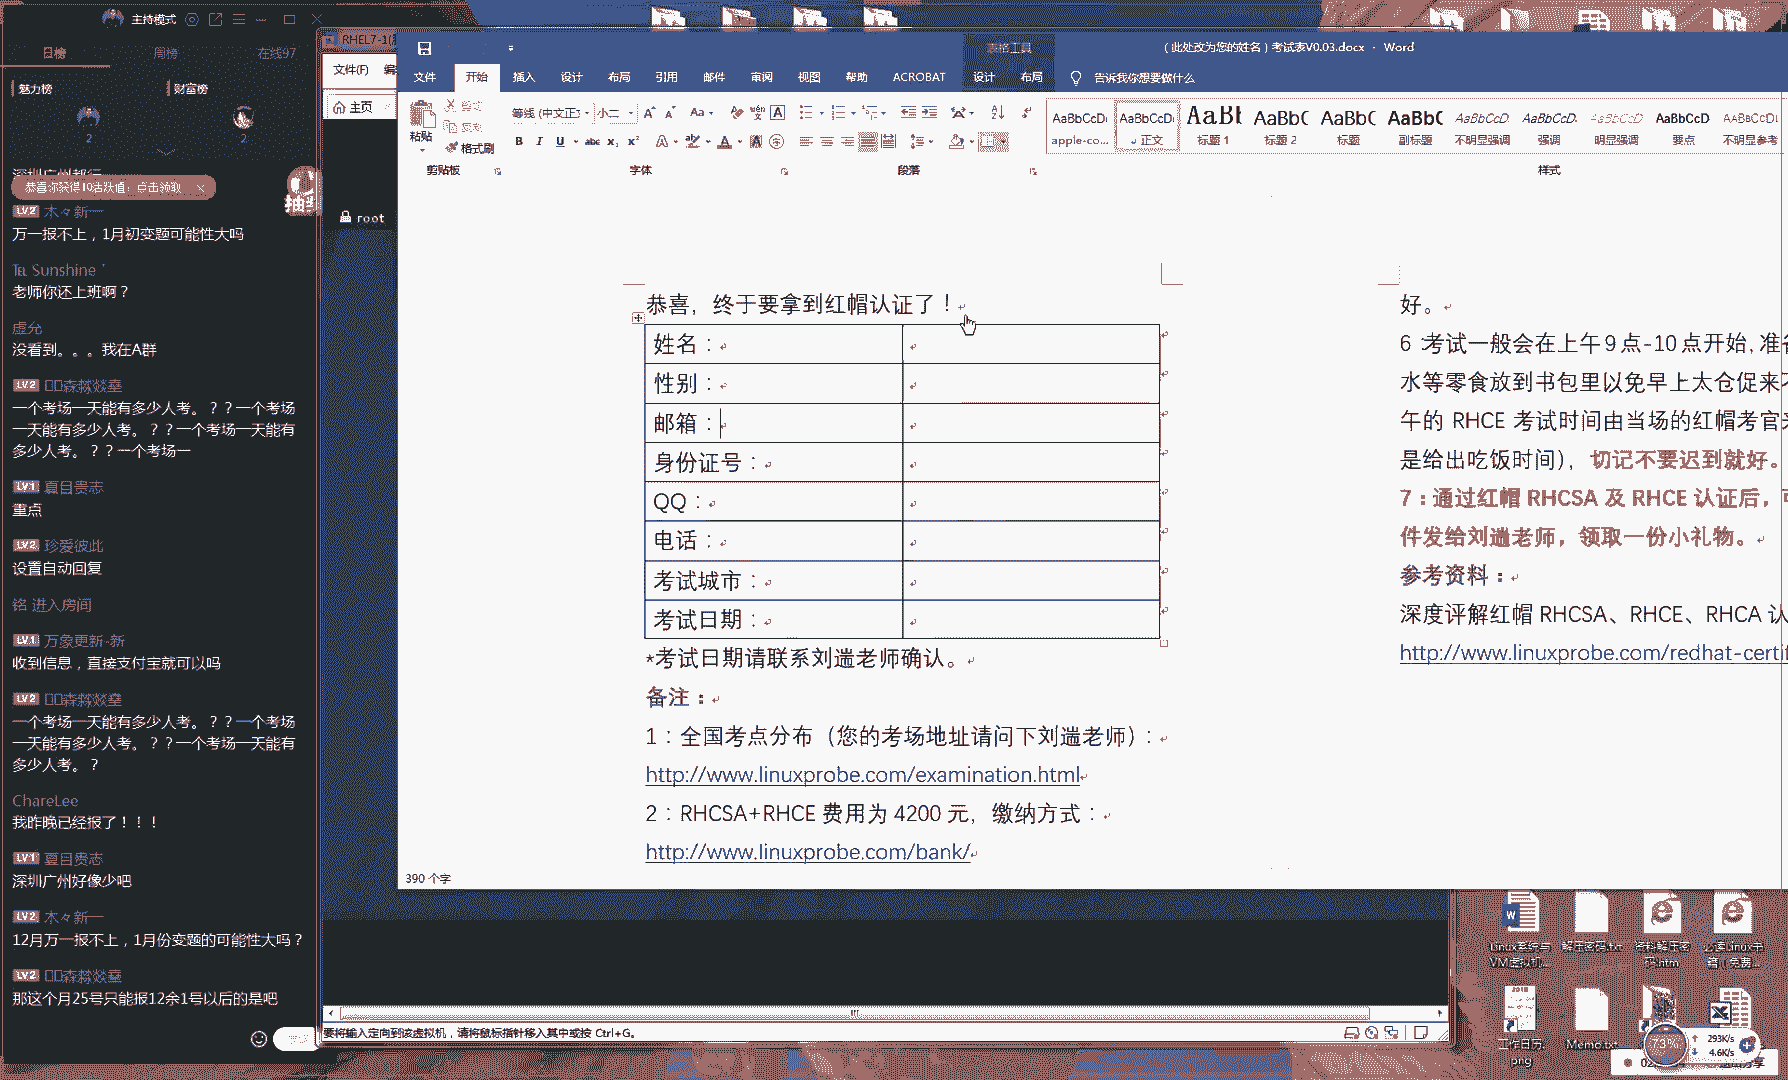 主持模式
日榜 周榜 在线97
魅力榜 财富榜
2 2
恭喜你获得10活跃值，点击领取
LV2 木々新一
万一报不上，1月初变题可能性大吗
℡ Sunshine
老师你还上班啊？
虚允
没看到。。。我在A群
一个考场一天能有多少人考。？？一个考场
一天能有多少人考。？？一个考场一天能有
多少人考。？？一个考场一
LV1 夏目贵志
重点
LV2 珍爱彼此
设置自动回复
铭 进入房间
LV1 万象更新-新
收到信息，直接支付宝就可以吗
一个考场一天能有多少人考。？？一个考场
一天能有多少人考。？？一个考场一天能有
多少人考。？
ChareLee
我昨晚已经报了！！！
LV1 夏目贵志
深圳广州好像少吧
LV2 木々新一
12月万一报不上，1月份变题的可能性大吗？
那这个月25号只能报12余1号以后的是吧
RHEL7-1
文件(F)
主页
root
表格工具
（此处改为您的姓名）考试表V0.03.docx - Word
文件 开始 插入 设计 布局 引用 邮件 审阅 视图 帮助 ACROBAT 设计 布局 告诉我你想要做什么
粘贴 剪切 复制 格式刷
等线 (中文正 小二
B I U abc x₂ x²
AaBbCcDi AaBbCcDi AaBb AaBbC AaBbC AaBbC AaBbCcD AaBbCcD AaBbCcD AaBbCcD AaBbCcD
apple-co... 正文 标题 1 标题 2 标题 副标题 不明显强调 强调 明显强调 要点 不明显参考
剪贴板 字体 段落 样式
恭喜，终于要拿到红帽认证了！
姓名：
性别：
邮箱：
身份证号：
QQ：
电话：
考试城市：
考试日期：
*考试日期请联系刘遄老师确认。
备注：
1：全国考点分布（您的考场地址请问下刘遄老师）：
http://www.linuxprobe.com/examination.html
2：RHCSA+RHCE 费用为 4200 元，缴纳方式：
http://www.linuxprobe.com/bank/
390 个字
好。
6 :考试一般会在上午 9 点-10 点开始,准备
水等零食放到书包里以免早上太仓促来不
午的 RHCE 考试时间由当场的红帽考官来
是给出吃饭时间），切记不要迟到就好。
7：通过红帽 RHCSA 及 RHCE 认证后，可
件发给刘遄老师，领取一份小礼物。
参考资料：
深度评解红帽 RHCSA、RHCE、RHCA 认
http://www.linuxprobe.com/redhat-certif
要将输入定向到该虚拟机，请将鼠标指针移入其中或按 Ctrl+G。
Linux系统与 解压密码.txt 资料解压密
VM虚拟机... 码.htm
工作日历. Memo.txt
png
73%
293K/s
4.6K/s